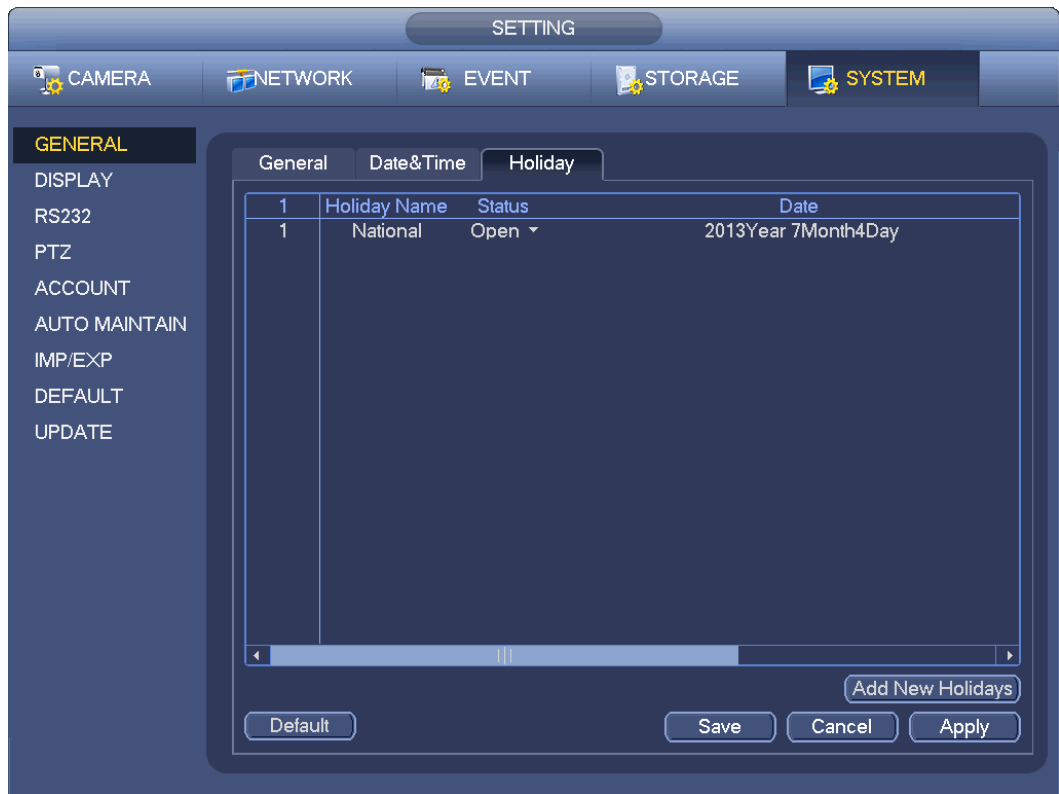 SETTING
CAMERA NETWORK EVENT STORAGE SYSTEM
GENERAL
DISPLAY
RS232
PTZ
ACCOUNT
AUTO MAINTAIN
IMP/EXP
DEFAULT
UPDATE
General Date&Time Holiday
1 Holiday Name Status Date
1 National Open 2013Year 7Month4Day
Add New Holidays
Default Save Cancel Apply